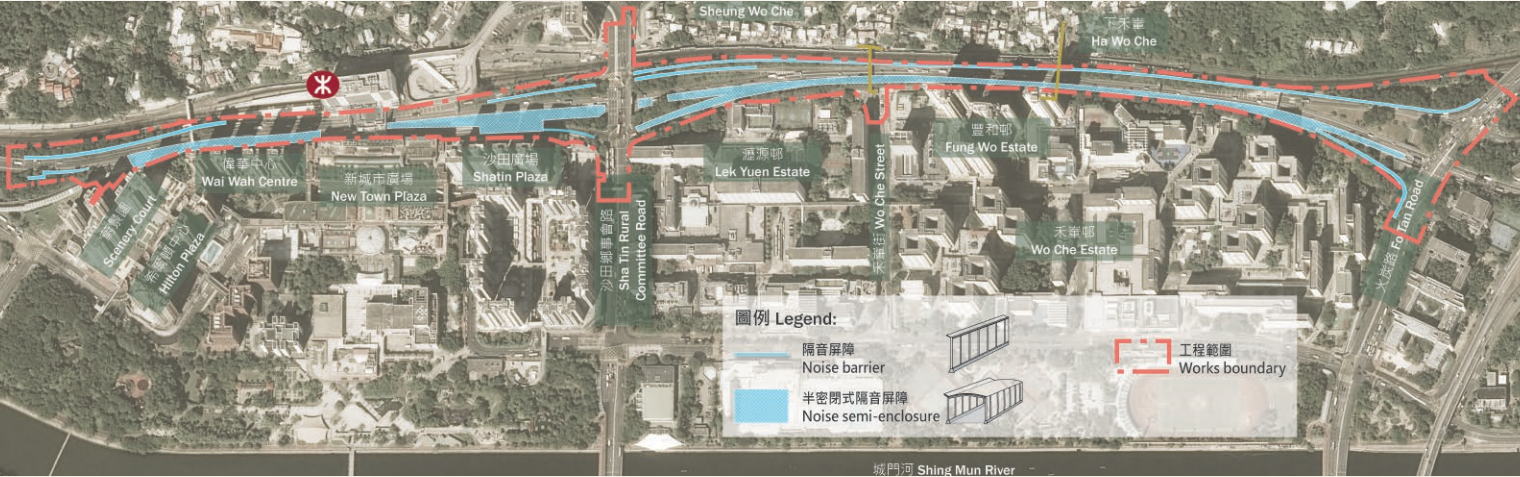 Sheung Wo Che
下禾輋
Ha Wo Che
偉華中心
Wai Wah Centre
新城市廣場
New Town Plaza
沙田廣場
Shatin Plaza
瀝源邨
Lek Yuen Estate
豐和邨
Fung Wo Estate
禾輋街 Wo Che Street
禾輋邨
Wo Che Estate
蔚景樓
Scenery Court
希爾頓中心
Hilton Plaza
沙田鄉事會路
Sha Tin Rural
Committee Road
火炭路 Fo Tan Road
圖例 Legend:
隔音屏障
Noise barrier
半密閉式隔音屏障
Noise semi-enclosure
工程範圍
Works boundary
城門河 Shing Mun River